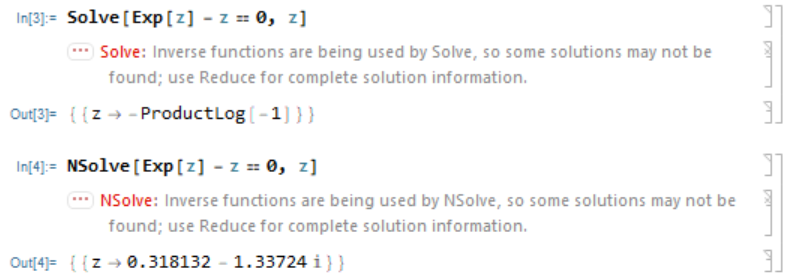 In[3]:= Solve[Exp[z] - z == 0, z]
··· Solve: Inverse functions are being used by Solve, so some solutions may not be
found; use Reduce for complete solution information.
Out[3]= {{z → -ProductLog[-1]}}
In[4]:= NSolve[Exp[z] - z == 0, z]
··· NSolve: Inverse functions are being used by NSolve, so some solutions may not be
found; use Reduce for complete solution information.
Out[4]= {{z → 0.318132 - 1.33724 i}}